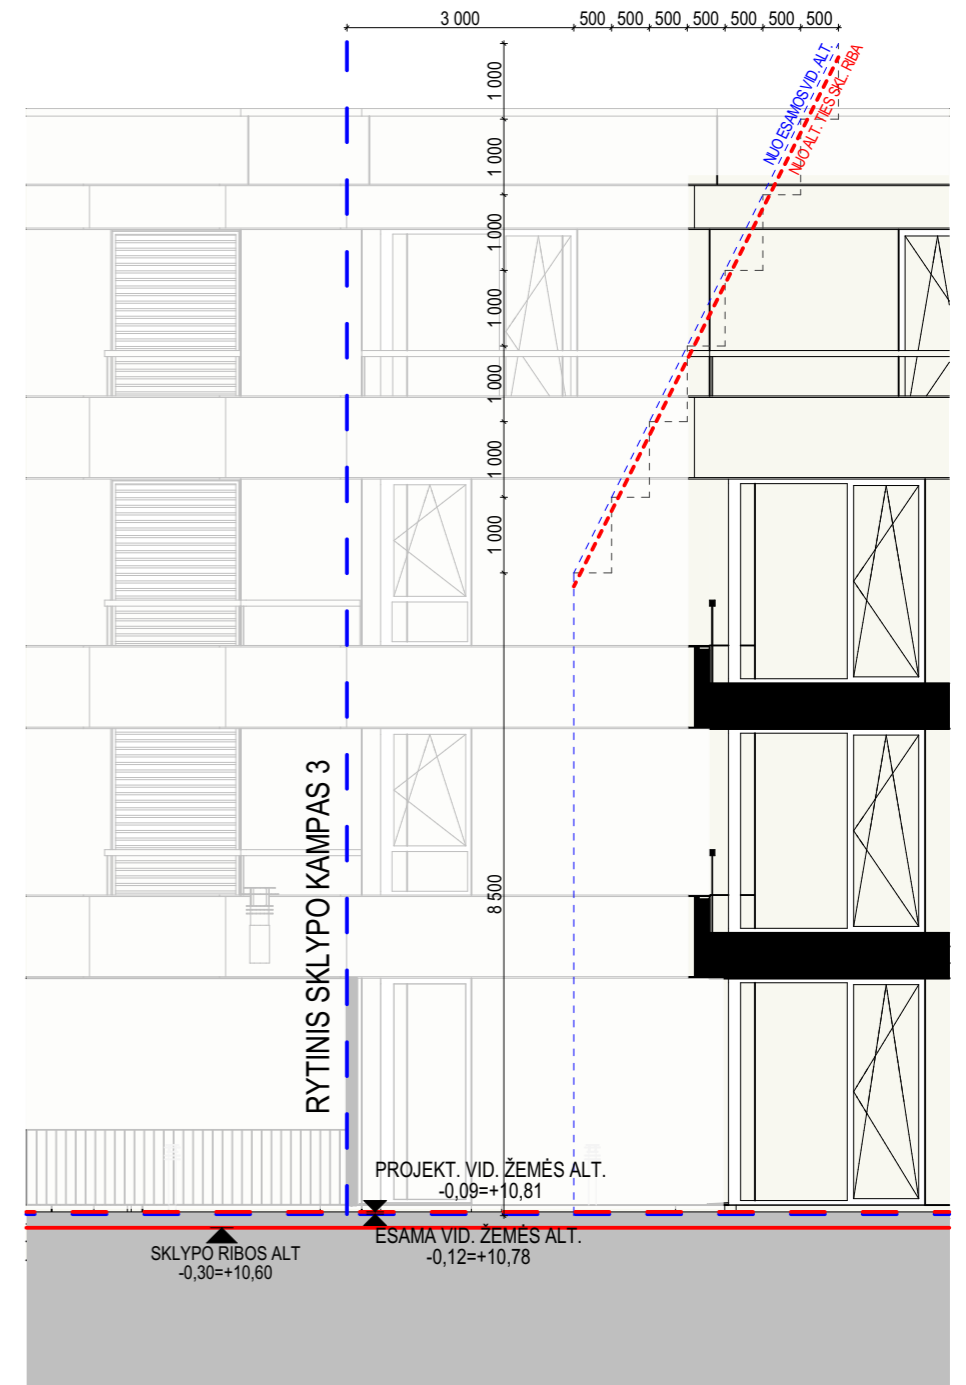 3 000
500 500 500 500 500 500 500
NUO ESAMOS VID. ALT.
NUO ALT. TIES SKL. RIBA
1 000
1 000
1 000
1 000
1 000
1 000
1 000
8 500
RYTINIS SKLYPO KAMPAS 3
PROJEKT. VID. ŽEMĖS ALT.
-0,09=+10,81
ESAMA VID. ŽEMĖS ALT.
-0,12=+10,78
SKLYPO RIBOS ALT
-0,30=+10,60